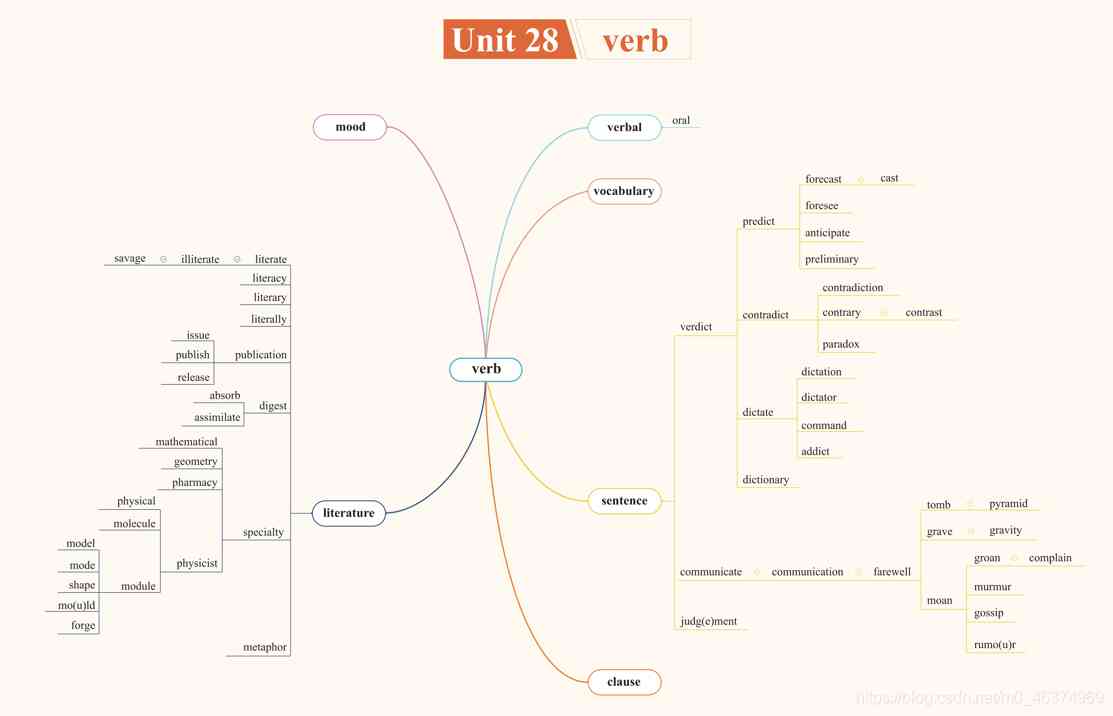 Unit 28 verb
mood
verb
verbal
oral
vocabulary
sentence
verdict
predict
forecast
cast
foresee
anticipate
preliminary
contradict
contradiction
contrary
contrast
paradox
dictate
dictation
dictator
command
addict
dictionary
communicate
communication
farewell
tomb
pyramid
grave
gravity
moan
groan
complain
murmur
gossip
rumo(u)r
judg(e)ment
clause
literature
savage
illiterate
literate
literacy
literary
literally
issue
publish
publication
release
absorb
digest
assimilate
mathematical
geometry
pharmacy
specialty
physical
molecule
physicist
model
mode
shape
module
mo(u)ld
forge
metaphor
https://blog.csdn.net/m0_46374969